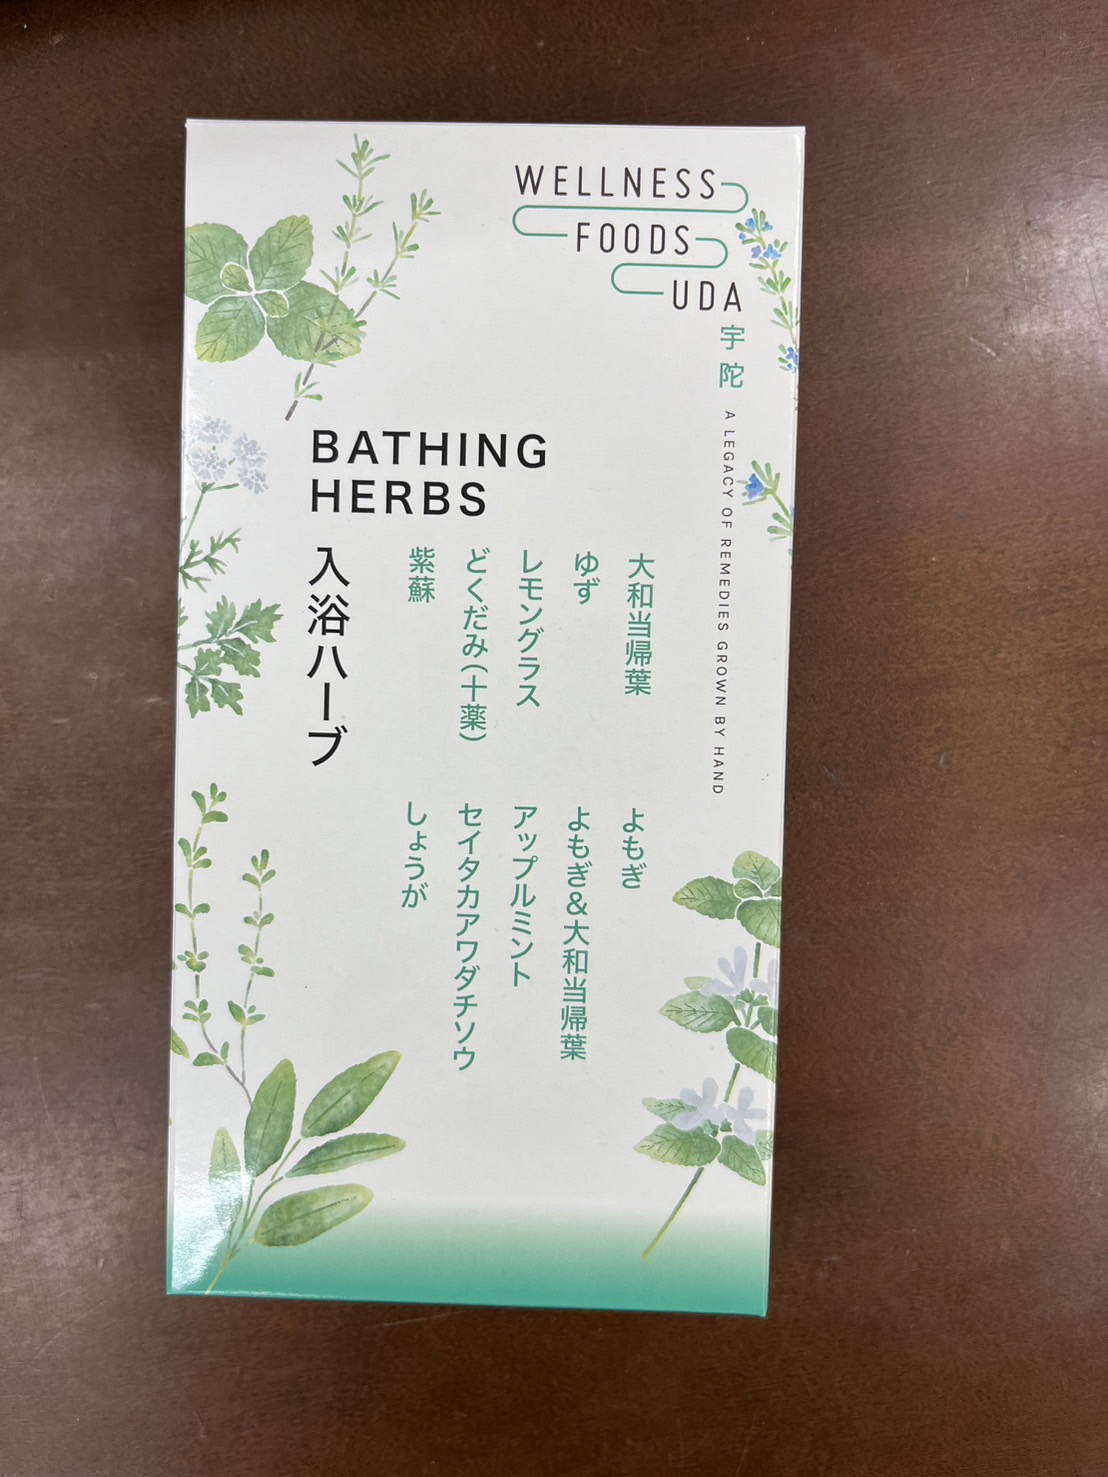 WELLNESS
FOODS
UDA
宇陀
A LEGACY OF REMEDIES GROWN BY HAND
BATHING
HERBS
入浴ハーブ
大和当帰葉
ゆず
レモングラス
どくだみ(十薬)
紫蘇
よもぎ
よもぎ&大和当帰葉
アップルミント
セイタカアワダチソウ
しょうが